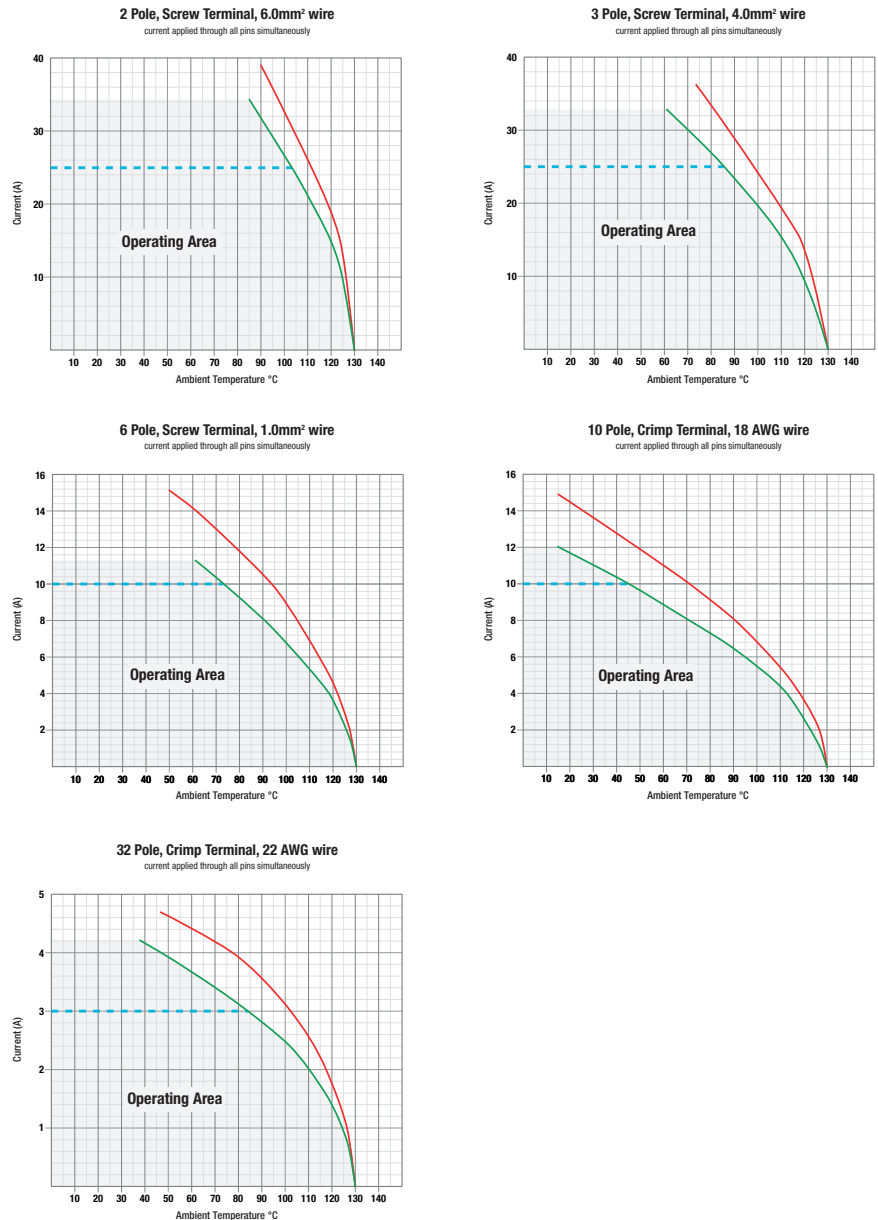 2 Pole, Screw Terminal, 6.0mm² wire
current applied through all pins simultaneously
40
30
20
10
Current (A)
Operating Area
10 20 30 40 50 60 70 80 90 100 110 120 130 140
Ambient Temperature °C
3 Pole, Screw Terminal, 4.0mm² wire
current applied through all pins simultaneously
40
30
20
10
Current (A)
Operating Area
10 20 30 40 50 60 70 80 90 100 110 120 130 140
Ambient Temperature °C
6 Pole, Screw Terminal, 1.0mm² wire
current applied through all pins simultaneously
16
14
12
10
8
6
4
2
Current (A)
Operating Area
10 20 30 40 50 60 70 80 90 100 110 120 130 140
Ambient Temperature °C
10 Pole, Crimp Terminal, 18 AWG wire
current applied through all pins simultaneously
16
14
12
10
8
6
4
2
Current (A)
Operating Area
10 20 30 40 50 60 70 80 90 100 110 120 130 140
Ambient Temperature °C
32 Pole, Crimp Terminal, 22 AWG wire
current applied through all pins simultaneously
5
4
3
2
1
Current (A)
Operating Area
10 20 30 40 50 60 70 80 90 100 110 120 130 140
Ambient Temperature °C